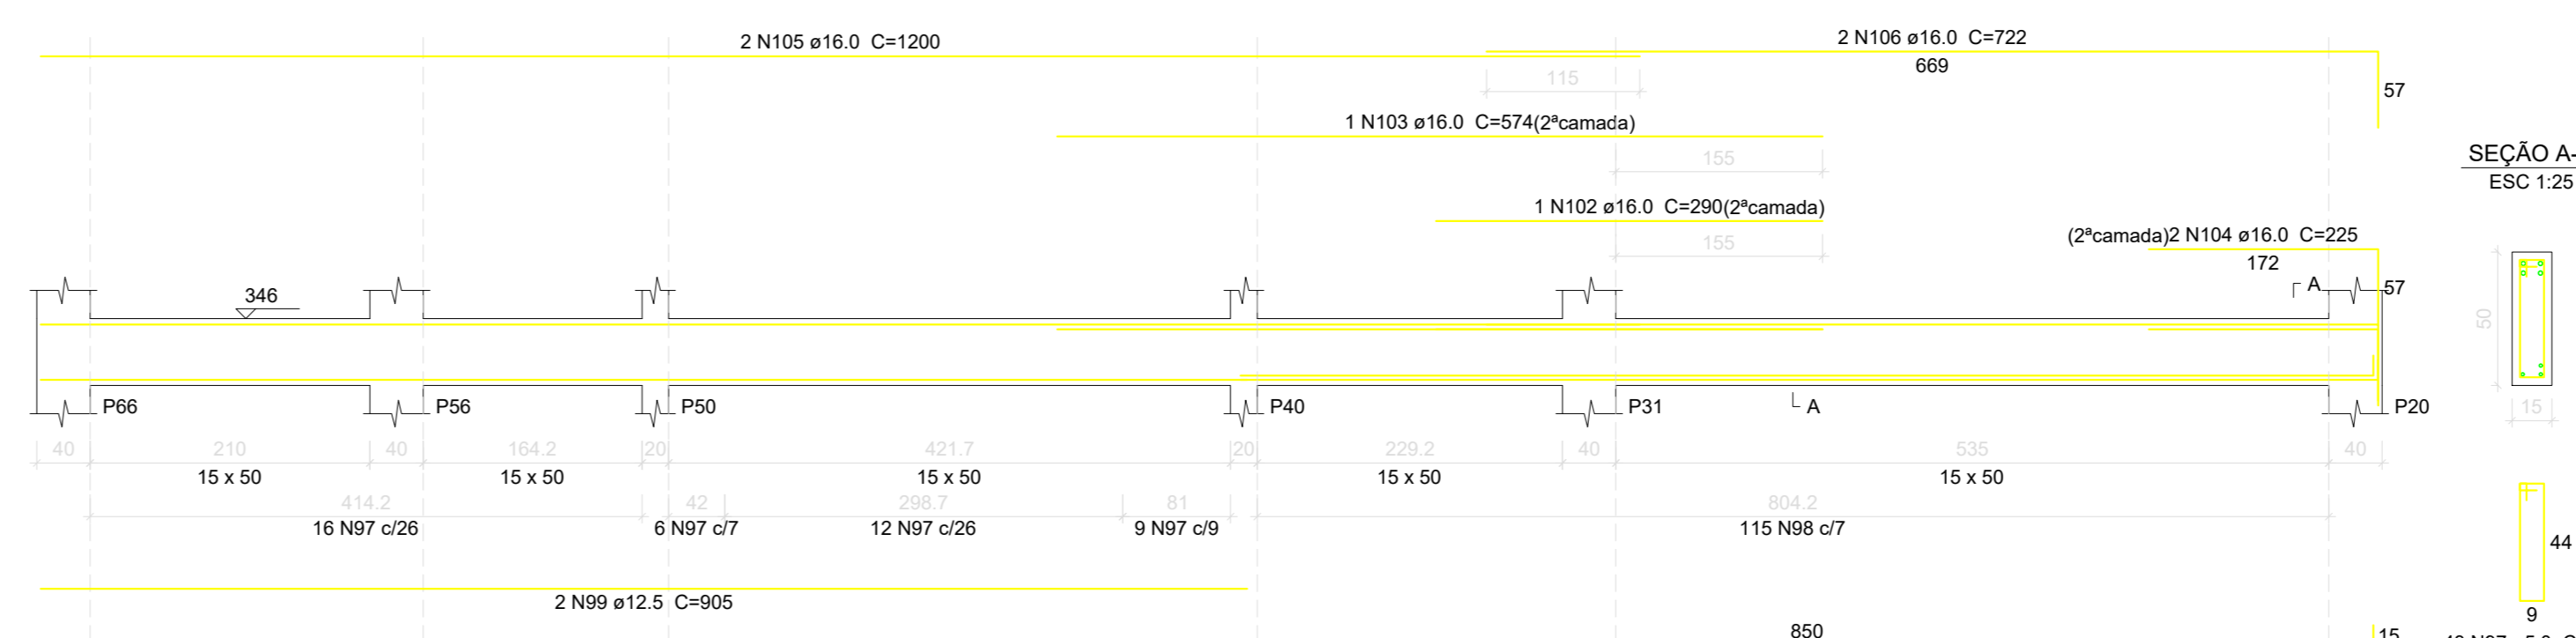 2 N105 ø16.0 C=1200
2 N106 ø16.0 C=722
669
57
115
1 N103 ø16.0 C=574(2ªcamada)
155
SEÇÃO A-
ESC 1:25
1 N102 ø16.0 C=290(2ªcamada)
155
(2ªcamada)2 N104 ø16.0 C=225
172
A
57
346
50
P66
P56
P50
P40
P31
A
P20
15
40
210
40
164.2
20
421.7
20
229.2
40
535
40
15 x 50
15 x 50
15 x 50
15 x 50
15 x 50
414.2
42
298.7
81
804.2
16 N97 c/26
6 N97 c/7
12 N97 c/26
9 N97 c/9
115 N98 c/7
44
2 N99 ø12.5 C=905
9
850
15